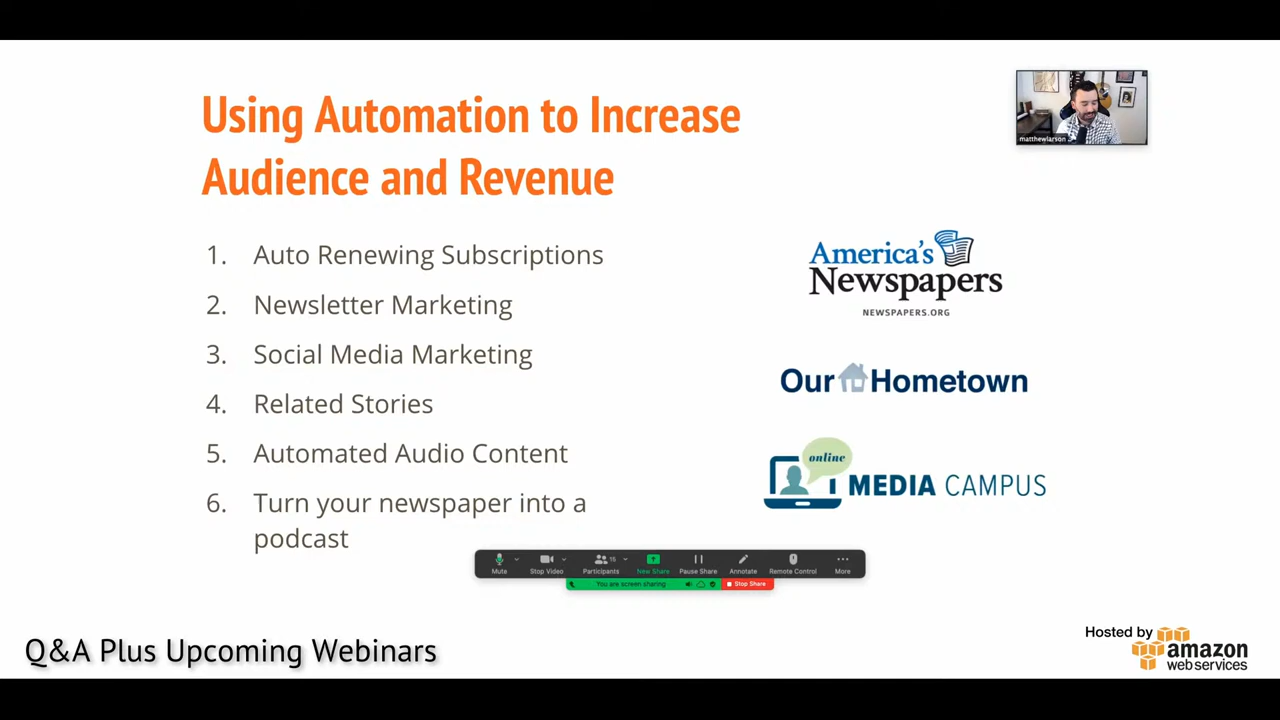 Using Automation to Increase
Audience and Revenue
matthewlarson
1. Auto Renewing Subscriptions
2. Newsletter Marketing
3. Social Media Marketing
4. Related Stories
5. Automated Audio Content
6. Turn your newspaper into a
podcast
America's
Newspapers
NEWSPAPERS.ORG
Our Hometown
online
MEDIA CAMPUS
15
Mute Stop Video Participants New Share Pause Share Annotate Remote Control More
You are screen sharing Stop Share
Q&A Plus Upcoming Webinars
Hosted by
amazon
webservices